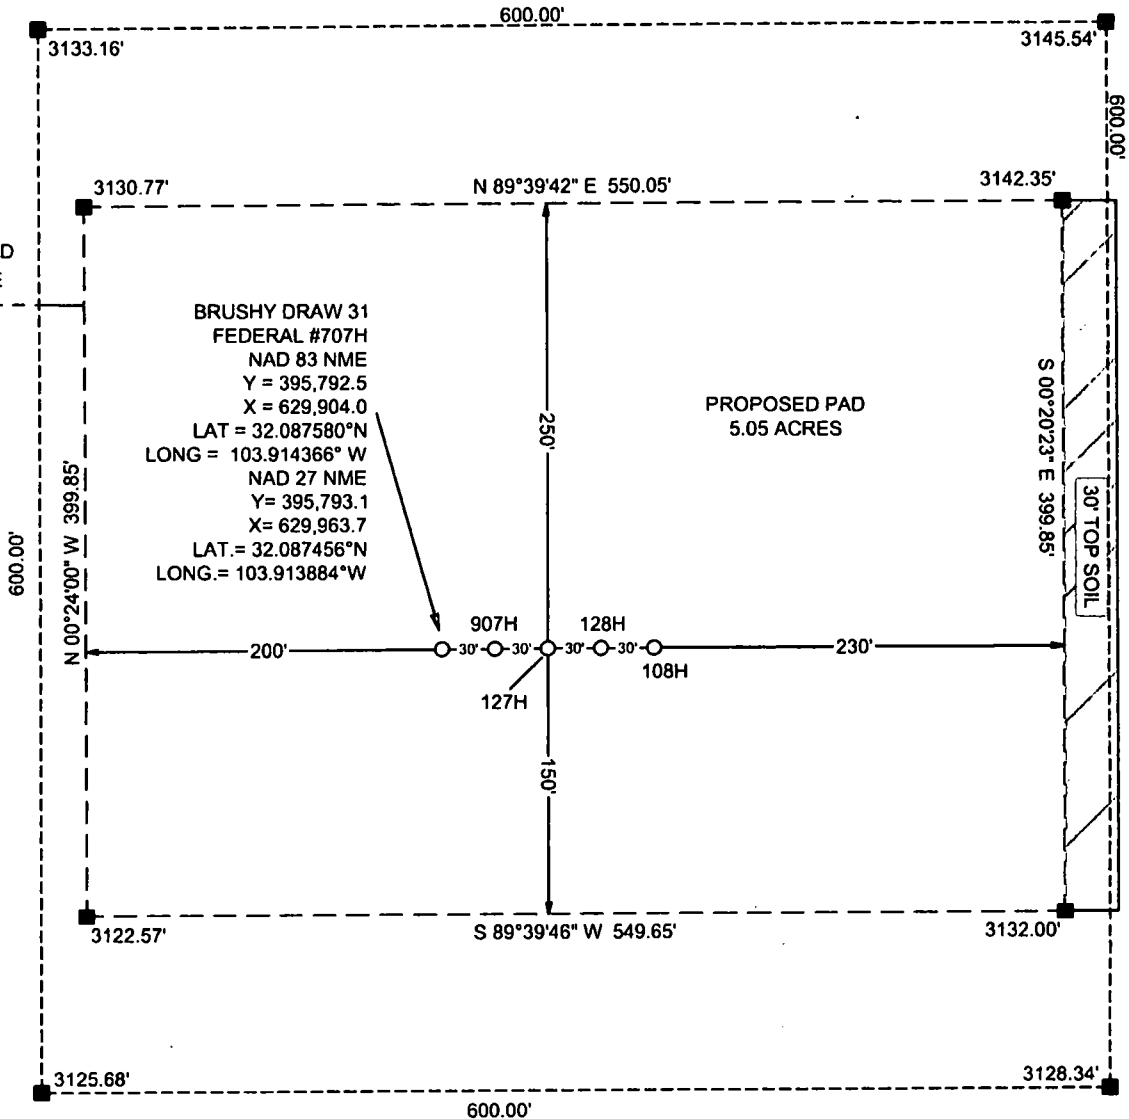 600.00'
3133.16'
3145.54'
600.00'
3130.77'
N 89°39'42" E 550.05'
3142.35'
D
BRUSHY DRAW 31
FEDERAL #707H
NAD 83 NME
Y = 395,792.5
X = 629,904.0
LAT = 32.087580°N
LONG = 103.914366° W
NAD 27 NME
Y= 395,793.1
X= 629,963.7
LAT.= 32.087456°N
LONG.= 103.913884°W
PROPOSED PAD
5.05 ACRES
250'
S 00°20'23" E 399.85'
30' TOP SOIL
600.00'
N 00°24'00" W 399.85'
907H
128H
200'
30'
30'
30'
30'
230'
108H
127H
150'
3122.57'
S 89°39'46" W 549.65'
3132.00'
3125.68'
3128.34'
600.00'